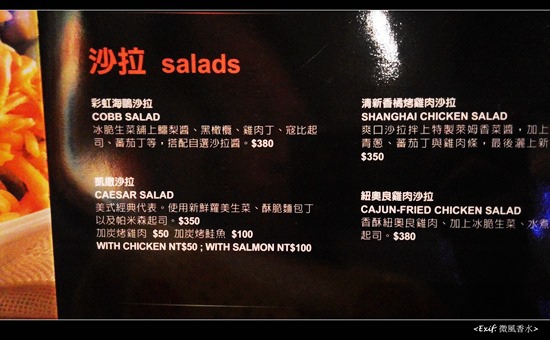 沙拉 salads
彩虹海鷗沙拉
COBB SALAD
冰脆生菜舖上鱷梨醬、黑橄欖、雞肉丁、寇比起
司、蕃茄丁等，搭配自選沙拉醬。$380
凱撒沙拉
CAESAR SALAD
美式經典代表。使用新鮮蘿美生菜、酥脆麵包丁
以及帕米森起司。$350
加炭烤雞肉 $50 加炭烤鮭魚 $100
WITH CHICKEN NT$50 ; WITH SALMON NT$100
清新香橘烤雞肉沙拉
SHANGHAI CHICKEN SALAD
爽口沙拉拌上特製萊姆香菜醬，加上
青蔥、蕃茄丁與雞肉條，最後灑上新
$350
紐奧良雞肉沙拉
CAJUN-FRIED CHICKEN SALAD
香酥紐奧良雞肉、加上冰脆生菜、水煮
起司。$380
<Exif: 微風香水>